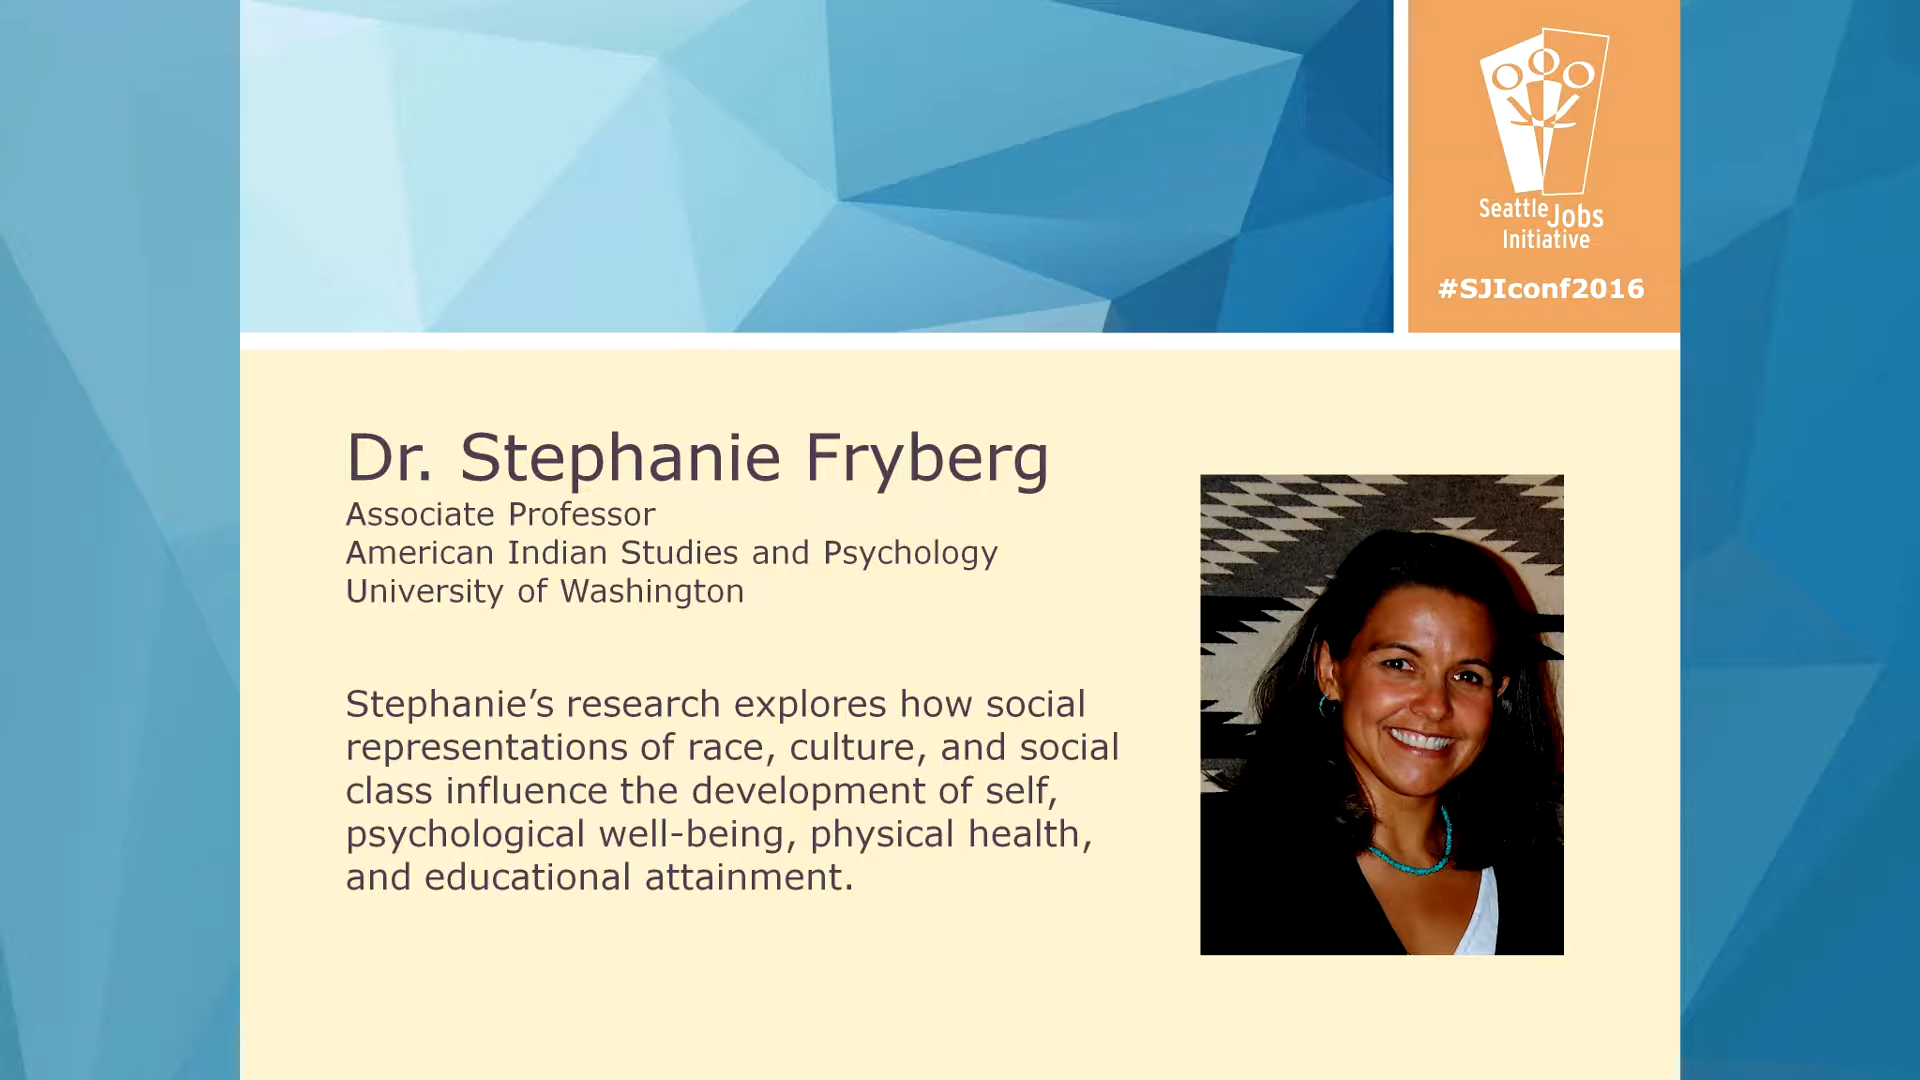 Seattle Jobs
Initiative
#SJIconf2016
Dr. Stephanie Fryberg
Associate Professor
American Indian Studies and Psychology
University of Washington
Stephanie’s research explores how social
representations of race, culture, and social
class influence the development of self,
psychological well-being, physical health,
and educational attainment.